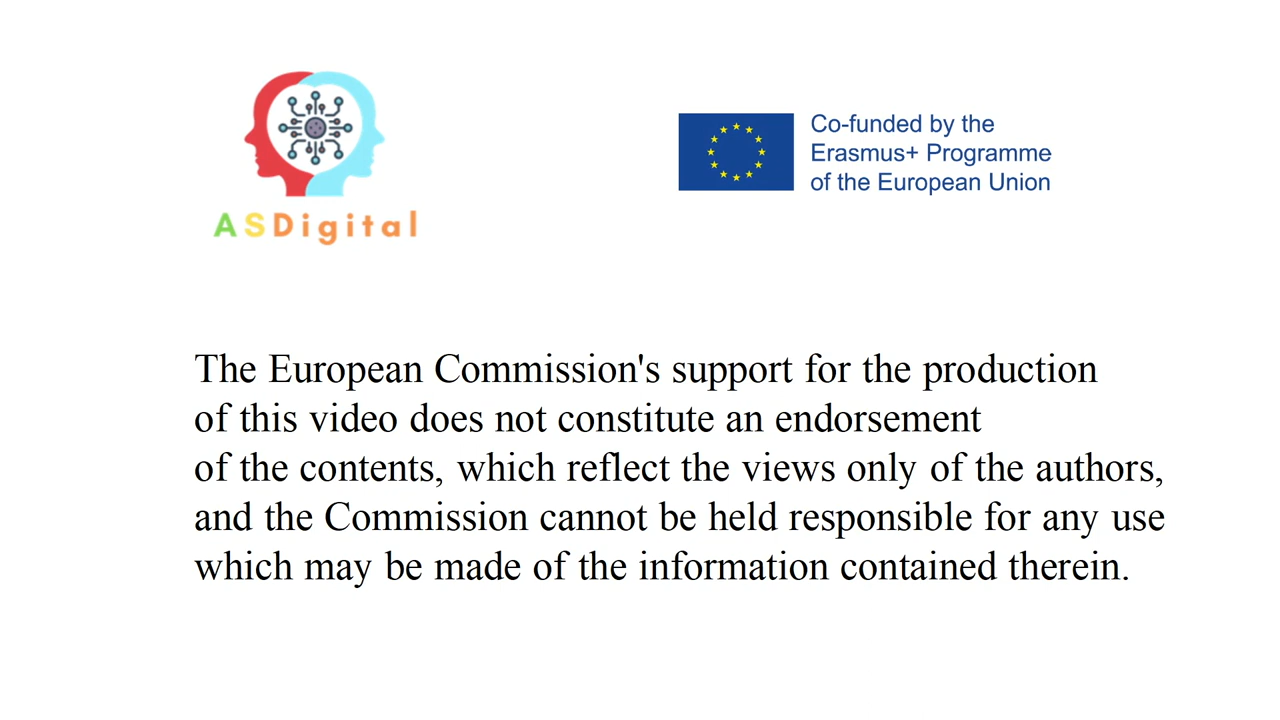 ASDigital
Co-funded by the
Erasmus+ Programme
of the European Union
The European Commission's support for the production
of this video does not constitute an endorsement
of the contents, which reflect the views only of the authors,
and the Commission cannot be held responsible for any use
which may be made of the information contained therein.